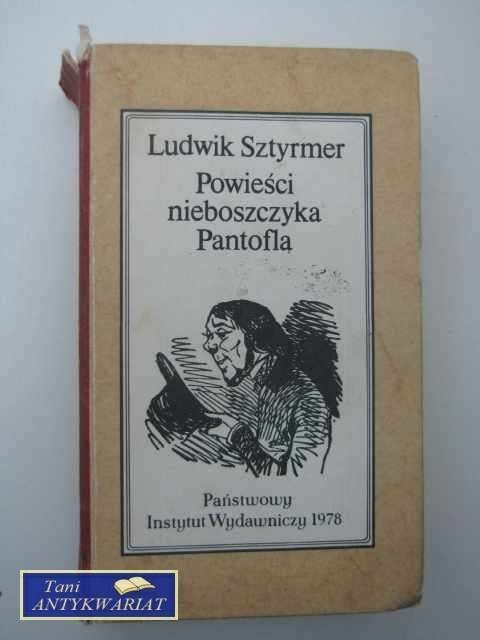 Ludwik Sztyrmer
Powieści
nieboszczyka
Pantofla
Państwowy
Instytut Wydawniczy 1978
Tani
ANTYKWARIAT